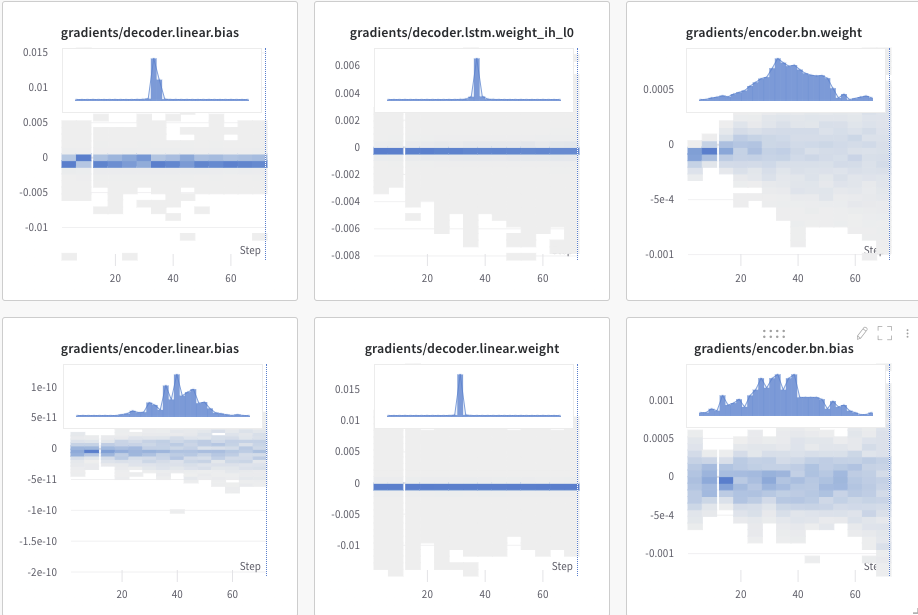 gradients/decoder.linear.bias
0.015
0.01
0.005
0
-0.005
-0.01
Step
20 40 60
gradients/decoder.lstm.weight_ih_l0
0.006
0.004
0.002
0
-0.002
-0.004
-0.006
-0.008
20 40 60
gradients/encoder.bn.weight
0.0005
0
-5e-4
-0.001
20 40 60
gradients/encoder.linear.bias
1e-10
5e-11
0
-5e-11
-1e-10
-1.5e-10
-2e-10
Step
20 40 60
gradients/decoder.linear.weight
0.015
0.01
0.005
0
-0.005
-0.01
Step
20 40 60
gradients/encoder.bn.bias
0.001
0.0005
0
-5e-4
-0.001
20 40 60